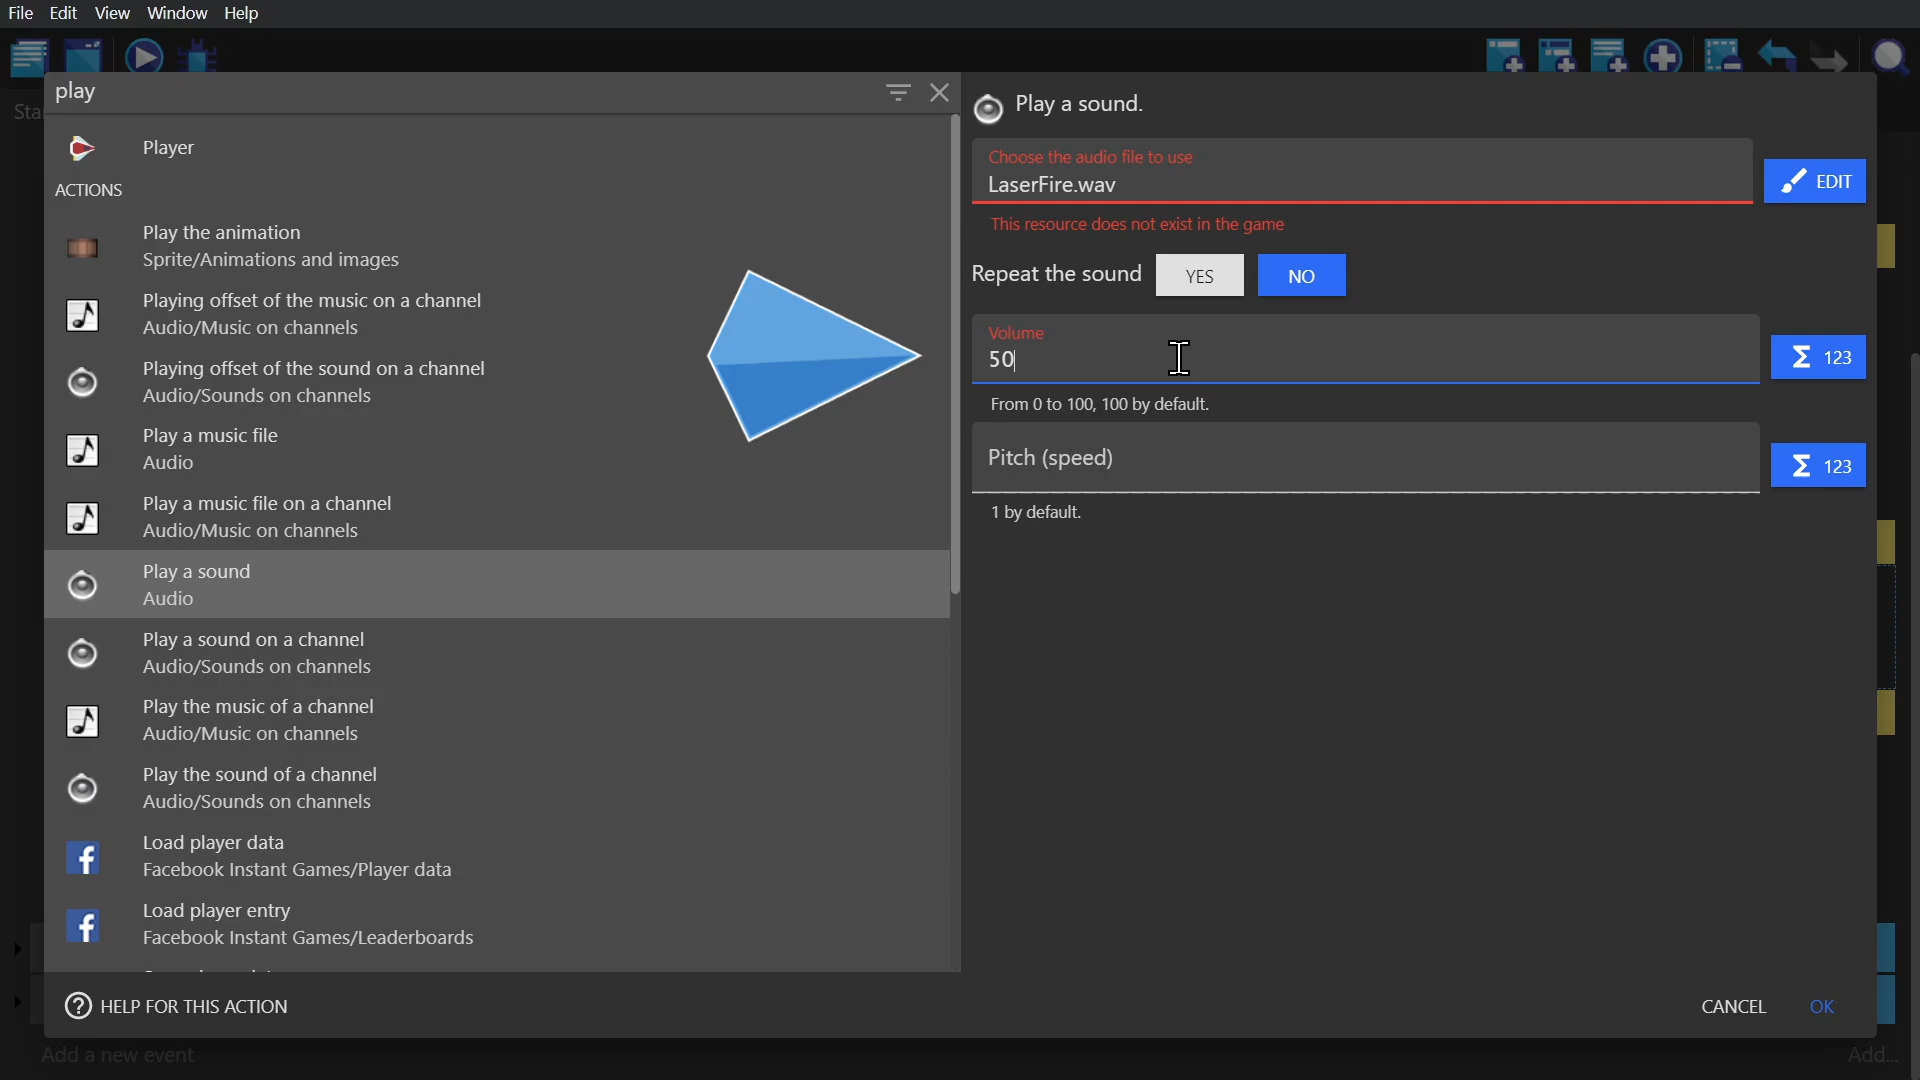 File Edit View Window Help
play
Player
ACTIONS
Play the animation
Sprite/Animations and images
Playing offset of the music on a channel
Audio/Music on channels
Playing offset of the sound on a channel
Audio/Sounds on channels
Play a music file
Audio
Play a music file on a channel
Audio/Music on channels
Play a sound
Audio
Play a sound on a channel
Audio/Sounds on channels
Play the music of a channel
Audio/Music on channels
Play the sound of a channel
Audio/Sounds on channels
Load player data
Facebook Instant Games/Player data
Load player entry
Facebook Instant Games/Leaderboards
HELP FOR THIS ACTION
Play a sound.
Choose the audio file to use
LaserFire.wav
EDIT
This resource does not exist in the game
Repeat the sound YES NO
Volume
50
Σ 123
From 0 to 100, 100 by default.
Pitch (speed)
Σ 123
1 by default.
CANCEL OK
Add a new event
Add...